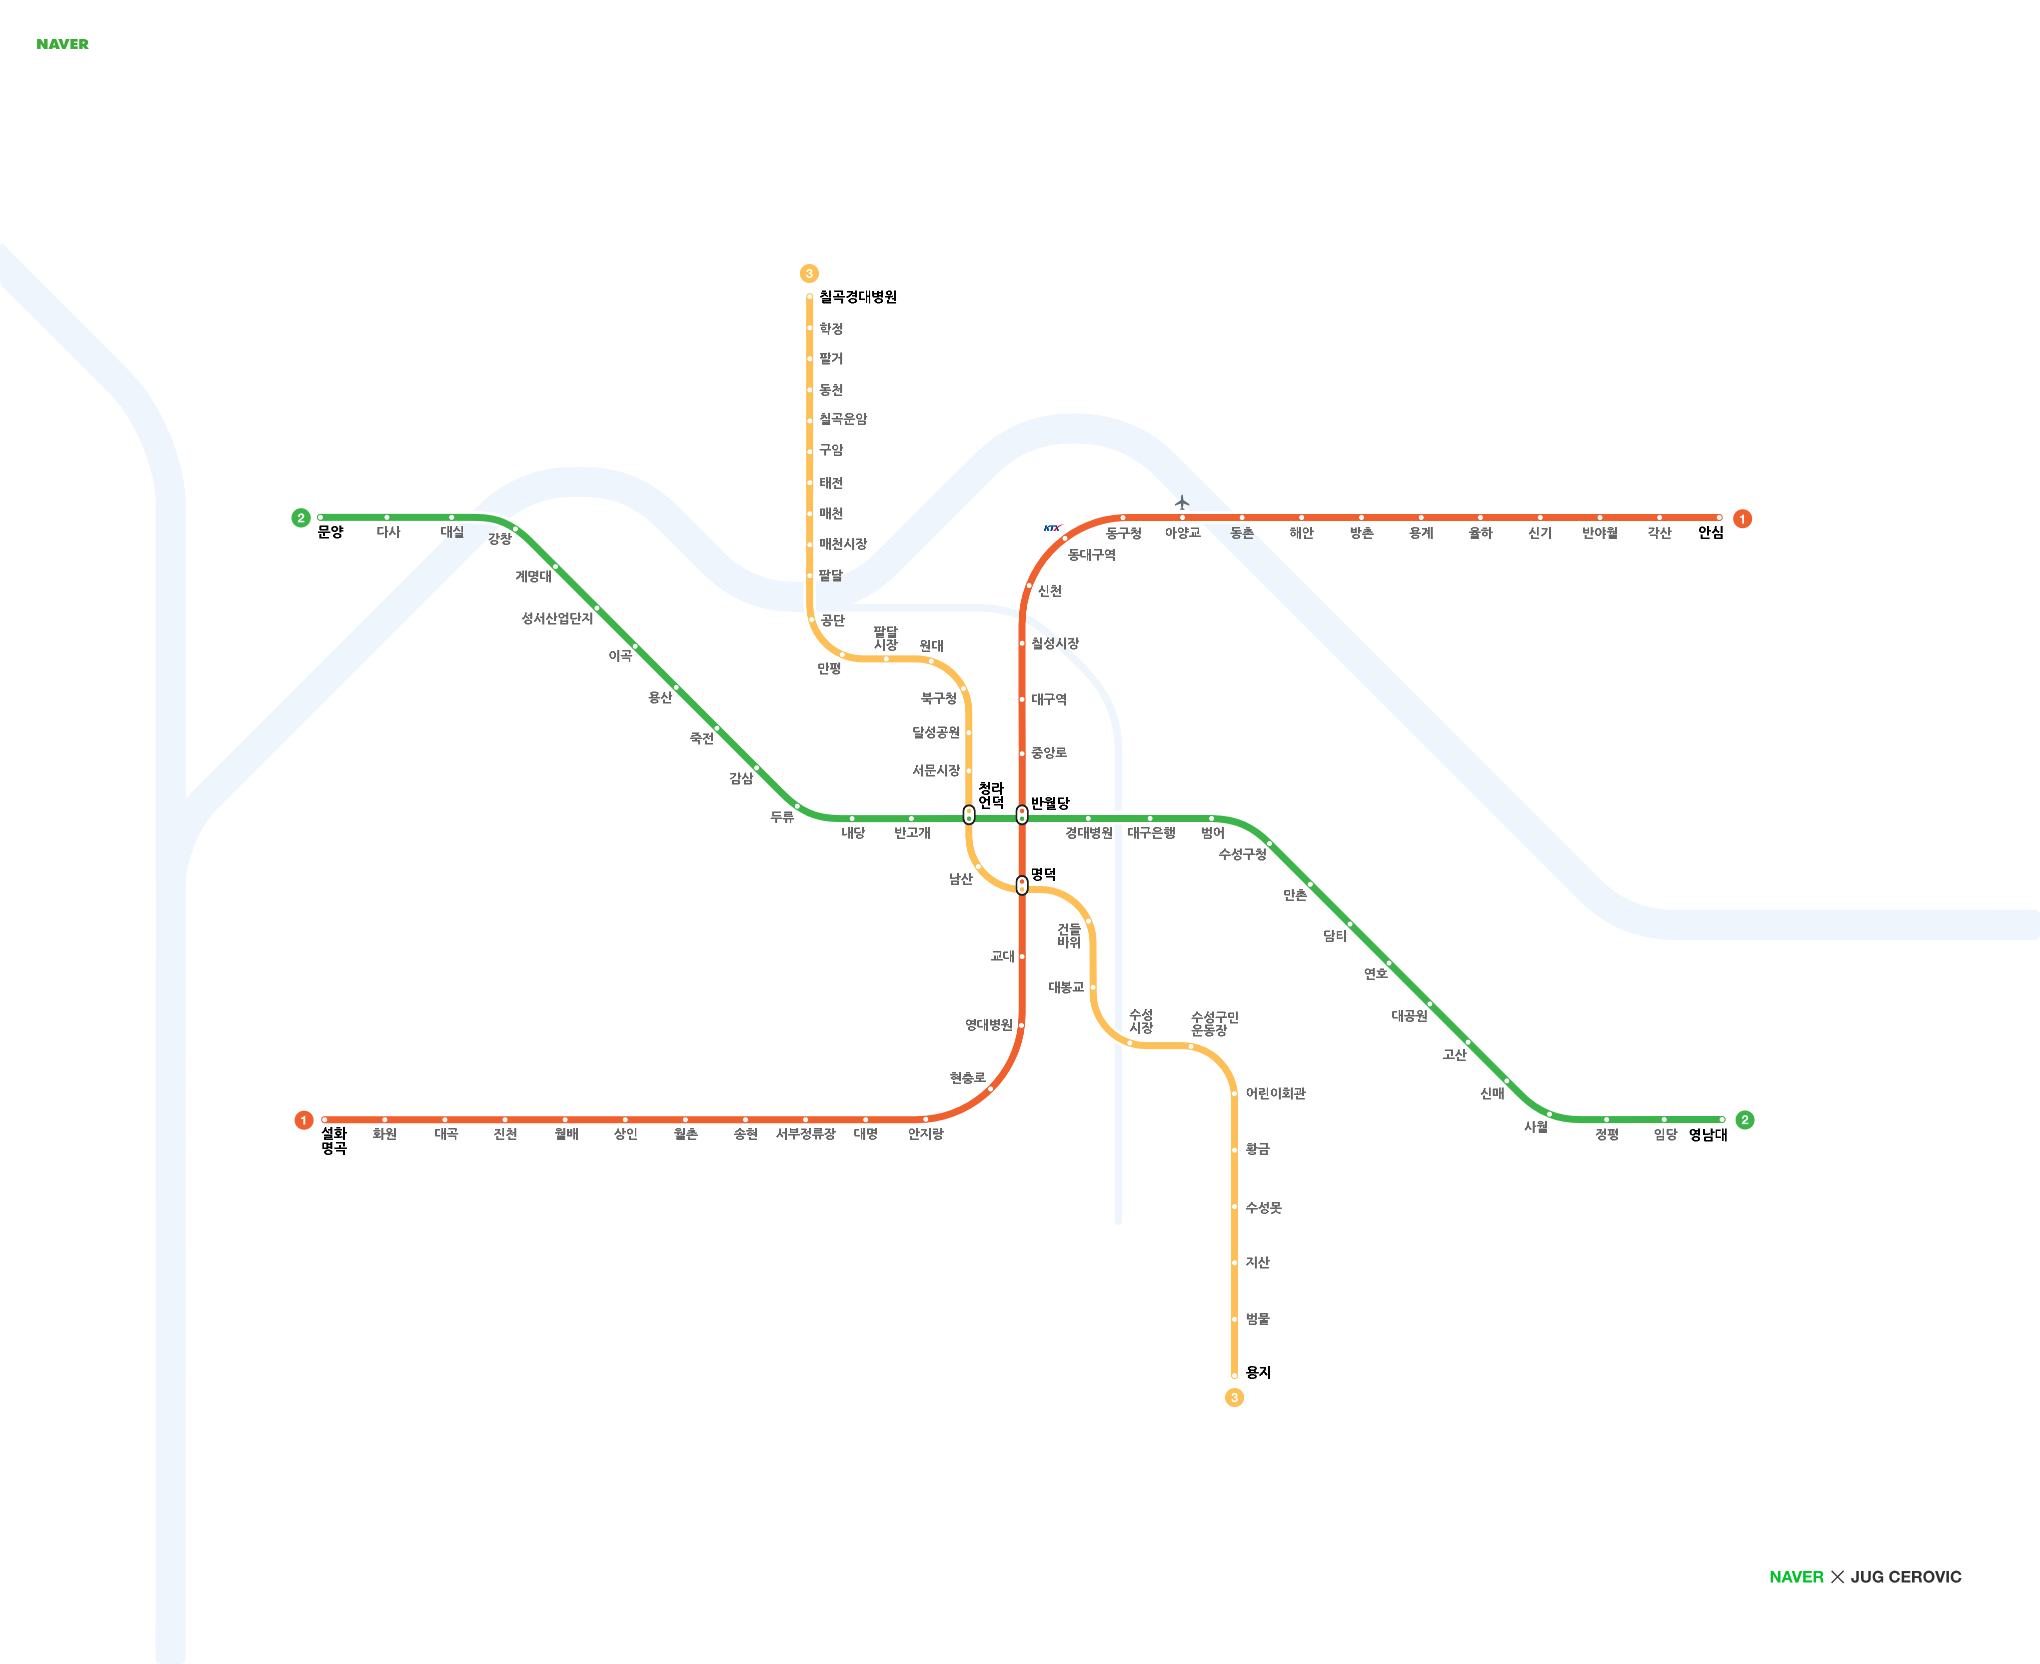 NAVER
3
칠곡경대병원
학정
팔거
동천
칠곡운암
구암
태전
매천
매천시장
팔달
공단
만평
팔달
시장
원대
북구청
달성공원
서문시장
청라
언덕
남산
명덕
건들
바위
대봉교
수성
시장
수성구민
운동장
어린이회관
황금
수성못
지산
범물
용지
3
2
문양
다사
대실
강창
계명대
성서산업단지
이곡
용산
죽전
감삼
두류
내당
반고개
반월당
경대병원
대구은행
범어
수성구청
만촌
담티
연호
대공원
고산
신매
사월
정평
임당
영남대
2
1
안심
각산
반야월
신기
율하
용계
방촌
해안
동촌
아양교
동구청
KTX
동대구역
신천
칠성시장
대구역
중앙로
교대
영대병원
현충로
안지랑
대명
서부정류장
송현
월촌
상인
월배
진천
대곡
화원
설화
명곡
1
NAVER × JUG CEROVIC